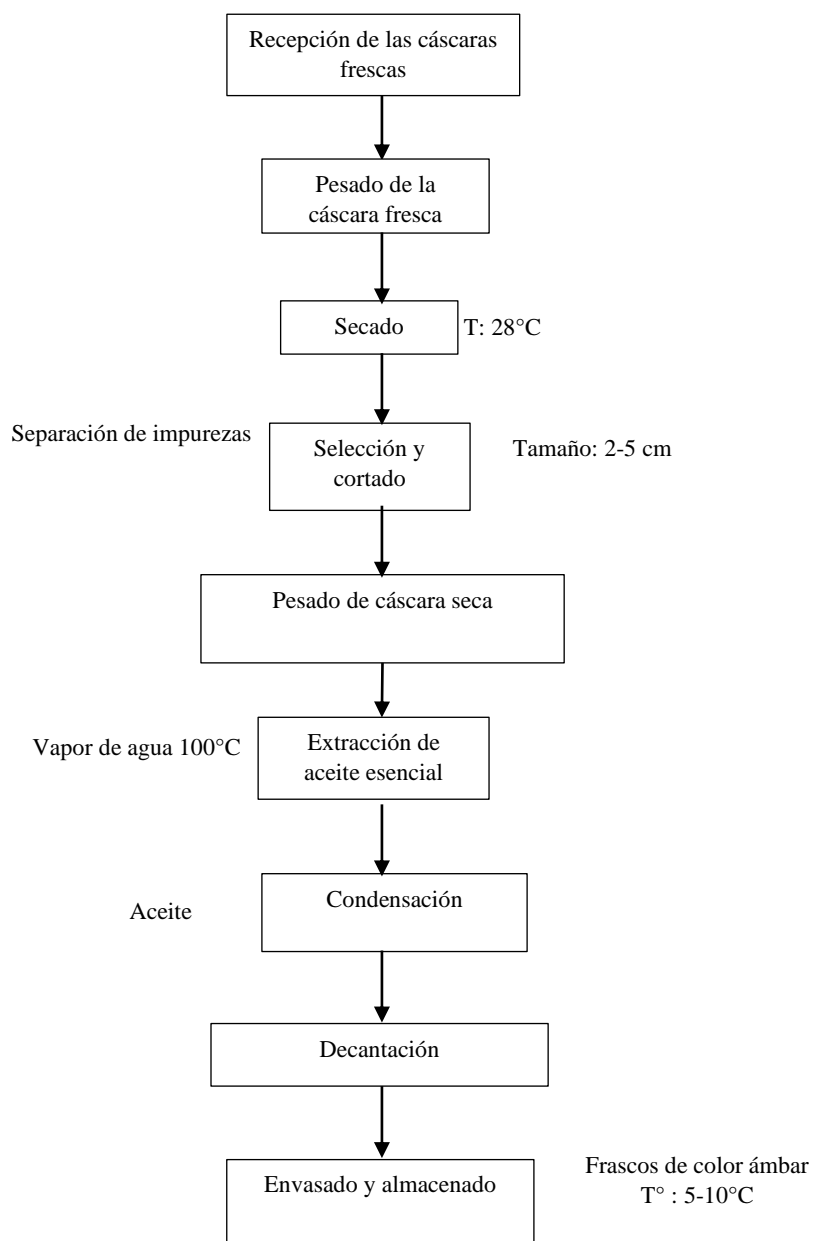 Recepción de las cáscaras
frescas
Pesado de la
cáscara fresca
Secado
T: 28°C
Separación de impurezas
Selección y
cortado
Tamaño: 2-5 cm
Pesado de cáscara seca
Vapor de agua 100°C
Extracción de
aceite esencial
Aceite
Condensación
Decantación
Envasado y almacenado
Frascos de color ámbar
T° : 5-10°C